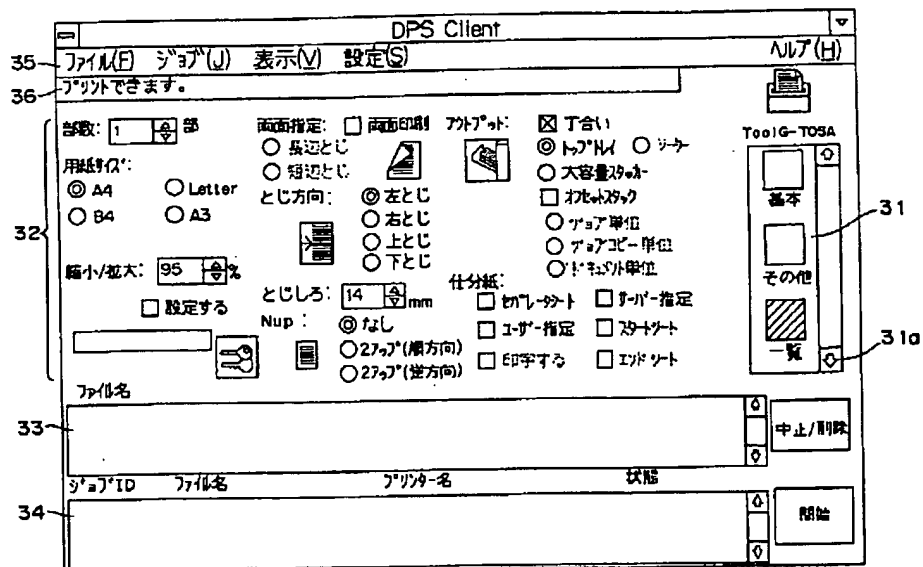 DPS Client
35 ファイル(F) ジョブ(J) 表示(V) 設定(S) ヘルプ(H)
36 プリントできます。
32
部数: 1 部
用紙サイズ:
A4 Letter
B4 A3
縮小/拡大: 95 %
設定する
両面指定: 両面印刷
長辺とじ
短辺とじ
とじ方向: 左とじ
右とじ
上とじ
下とじ
とじしろ: 14 mm
Nup : なし
2アップ(順方向)
2アップ(逆方向)
アウトプット: 丁合い
トップトレイ ソーター
大容量スタッカー
オフセットスタック
ジョブ単位
ジョブコピー単位
ドキュメント単位
仕分紙:
セパレータシート サーバー指定
ユーザー指定 スタートシート
印字する エンドシート
ToolG-TOSA
基本
31
その他
一覧
31a
ファイル名
33
中止/削除
ジョブID ファイル名 プリンター名 状態
34
開始